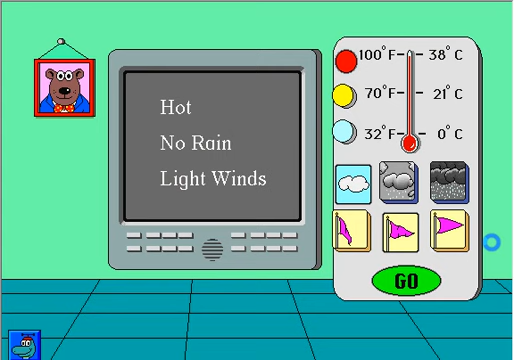 Hot
No Rain
Light Winds
100°F 38°C
70°F 21°C
32°F 0°C
GO